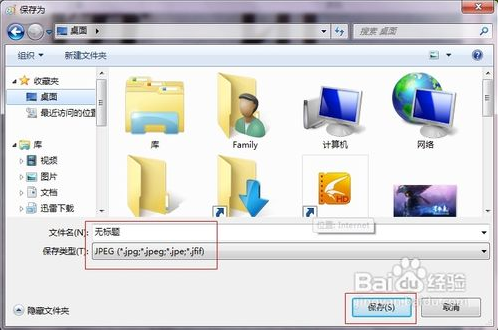 保存为
桌面
搜索 桌面
组织 新建文件夹
收藏夹
桌面
最近访问的位置
库
视频
图片
文档
迅雷下载
库
Family
计算机
网络
HD
位置: Internet
文件名(N): 无标题
保存类型(T): JPEG (*.jpg;*.jpeg;*.jpe;*.jfif)
隐藏文件夹
保存(S)
取消
Baidu 经验
jingyan.baidu.com